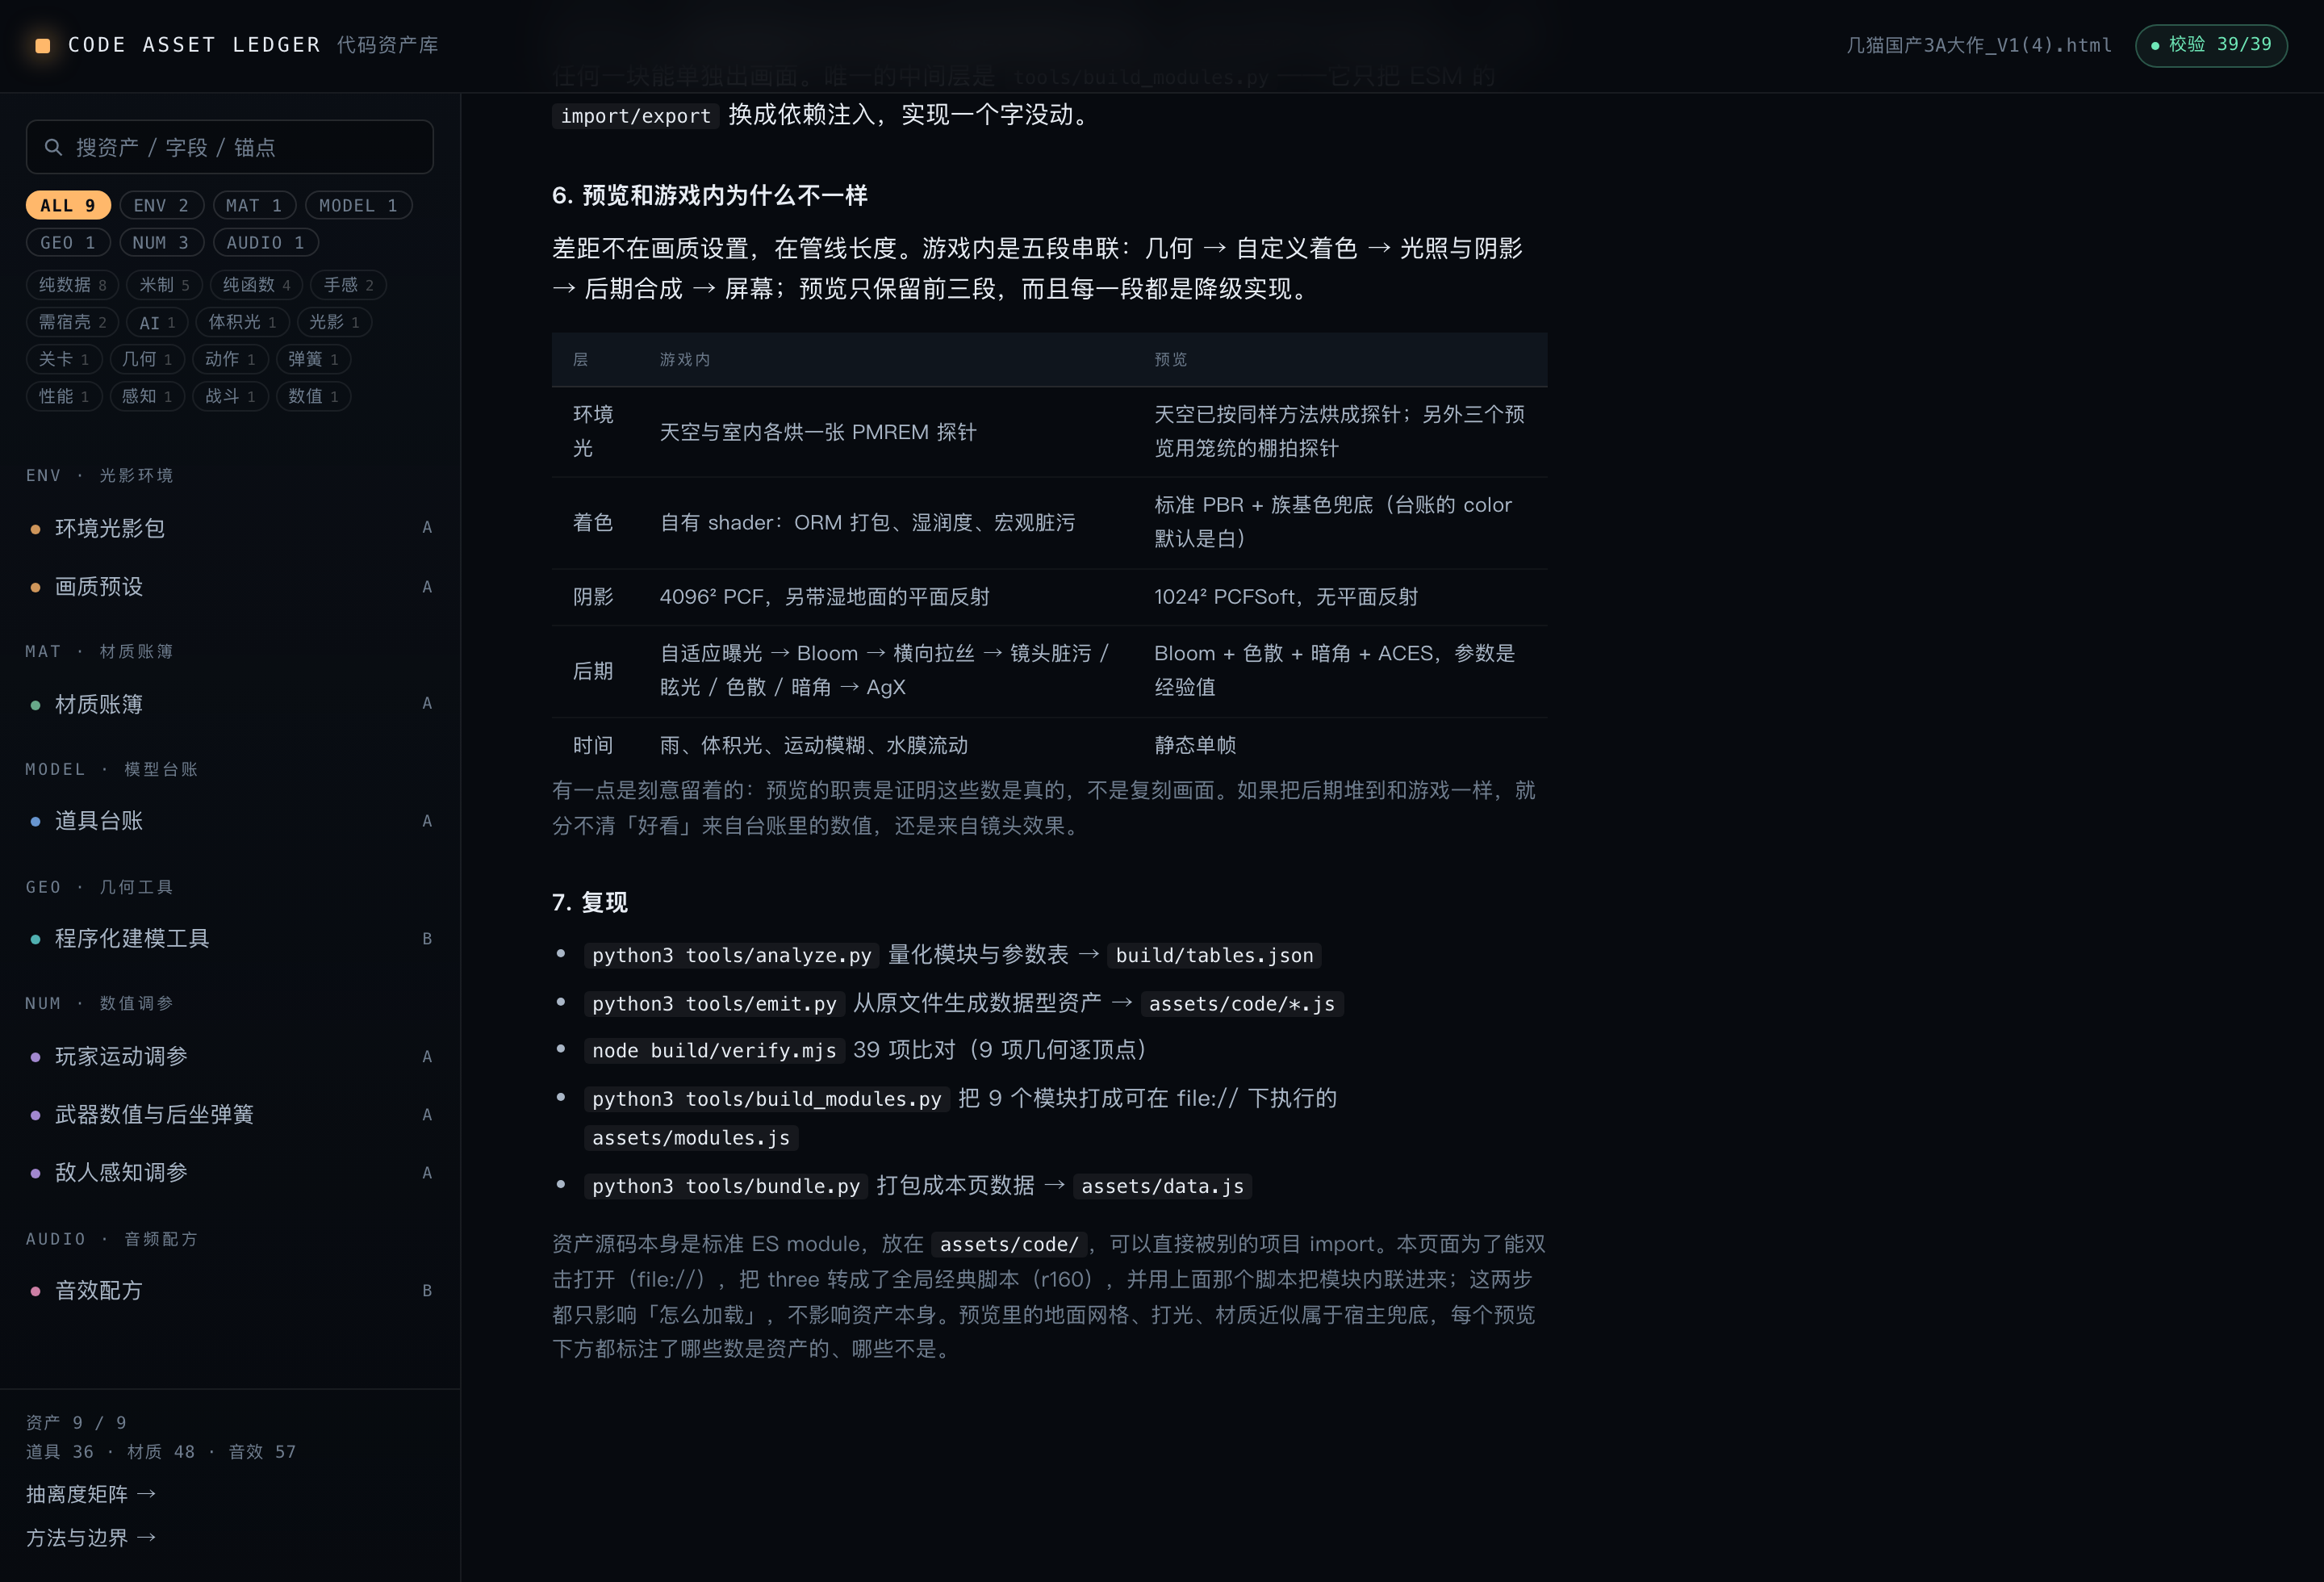 CODE ASSET LEDGER 代码资产库
几猫国产3A大作_V1(4).html
校验 39/39
搜资产 / 字段 / 锚点
ALL 9 ENV 2 MAT 1 MODEL 1
GEO 1 NUM 3 AUDIO 1
纯数据 8 米制 5 纯函数 4 手感 2
需宿壳 2 AI 1 体积光 1 光影 1
关卡 1 几何 1 动作 1 弹簧 1
性能 1 感知 1 战斗 1 数值 1
ENV · 光影环境
环境光影包 A
画质预设 A
MAT · 材质账簿
材质账簿 A
MODEL · 模型台账
道具台账 A
GEO · 几何工具
程序化建模工具 B
NUM · 数值调参
玩家运动调参 A
武器数值与后坐弹簧 A
敌人感知调参 A
AUDIO · 音频配方
音效配方 B
资产 9 / 9
道具 36 · 材质 48 · 音效 57
抽离度矩阵 →
方法与边界 →
任何一块能单独出画面。唯一的中间层是 tools/build_modules.py ——它只把 ESM 的
import/export 换成依赖注入，实现一个字没动。
6. 预览和游戏内为什么不一样
差距不在画质设置，在管线长度。游戏内是五段串联：几何 → 自定义着色 → 光照与阴影
→ 后期合成 → 屏幕；预览只保留前三段，而且每一段都是降级实现。
层 游戏内 预览
环境
光
天空与室内各烘一张 PMREM 探针
天空已按同样方法烘成探针；另外三个预
览用笼统的棚拍探针
着色
自有 shader：ORM 打包、湿润度、宏观脏污
标准 PBR + 族基色兜底（台账的 color
默认是白）
阴影
4096² PCF，另带湿地面的平面反射
1024² PCFSoft，无平面反射
后期
自适应曝光 → Bloom → 横向拉丝 → 镜头脏污 /
眩光 / 色散 / 暗角 → AgX
Bloom + 色散 + 暗角 + ACES，参数是
经验值
时间
雨、体积光、运动模糊、水膜流动
静态单帧
有一点是刻意留着的：预览的职责是证明这些数是真的，不是复刻画面。如果把后期堆到和游戏一样，就
分不清「好看」来自台账里的数值，还是来自镜头效果。
7. 复现
• python3 tools/analyze.py 量化模块与参数表 → build/tables.json
• python3 tools/emit.py 从原文件生成数据型资产 → assets/code/*.js
• node build/verify.mjs 39 项比对（9 项几何逐顶点）
• python3 tools/build_modules.py 把 9 个模块打成可在 file:// 下执行的
assets/modules.js
• python3 tools/bundle.py 打包成本页数据 → assets/data.js
资产源码本身是标准 ES module，放在 assets/code/，可以直接被别的项目 import。本页面为了能双
击打开（file://），把 three 转成了全局经典脚本（r160），并用上面那个脚本把模块内联进来；这两步
都只影响「怎么加载」，不影响资产本身。预览里的地面网格、打光、材质近似属于宿主兜底，每个预览
下方都标注了哪些数是资产的、哪些不是。